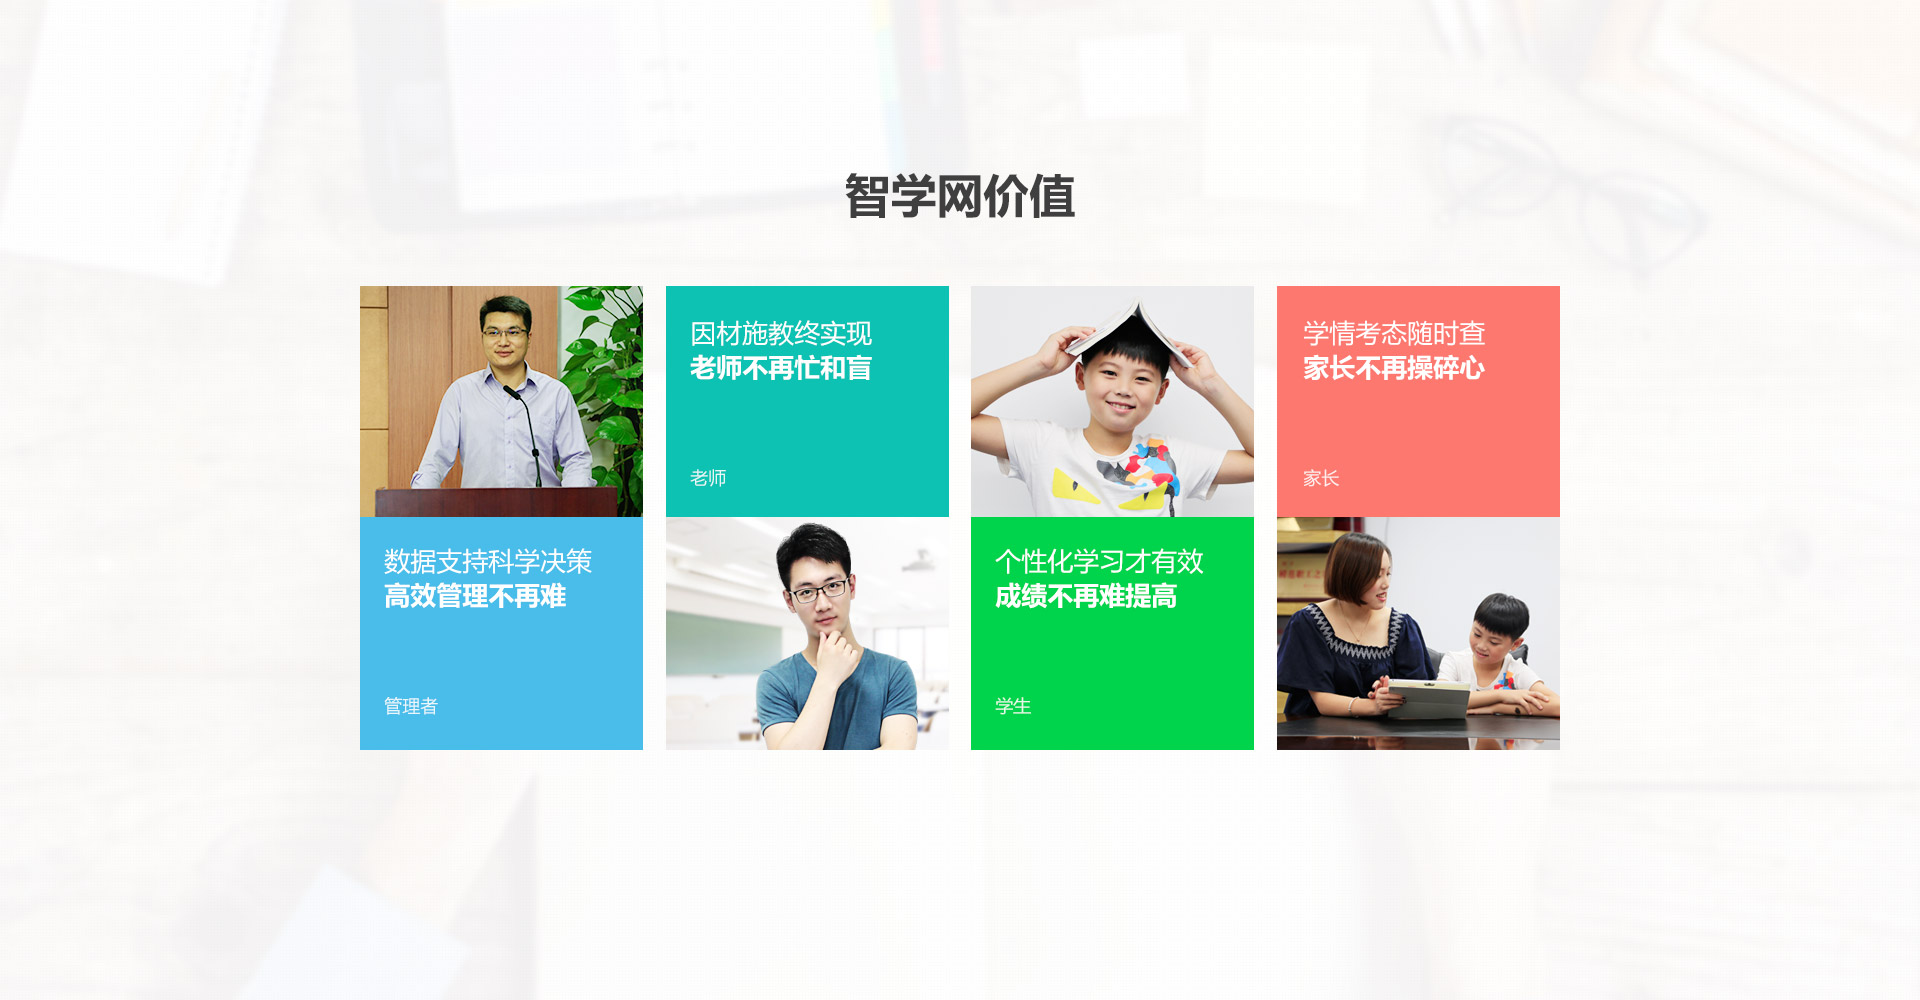 智学网价值
因材施教终实现
老师不再忙和盲
老师
学情考态随时查
家长不再操碎心
家长
数据支持科学决策
高效管理不再难
管理者
个性化学习才有效
成绩不再难提高
学生